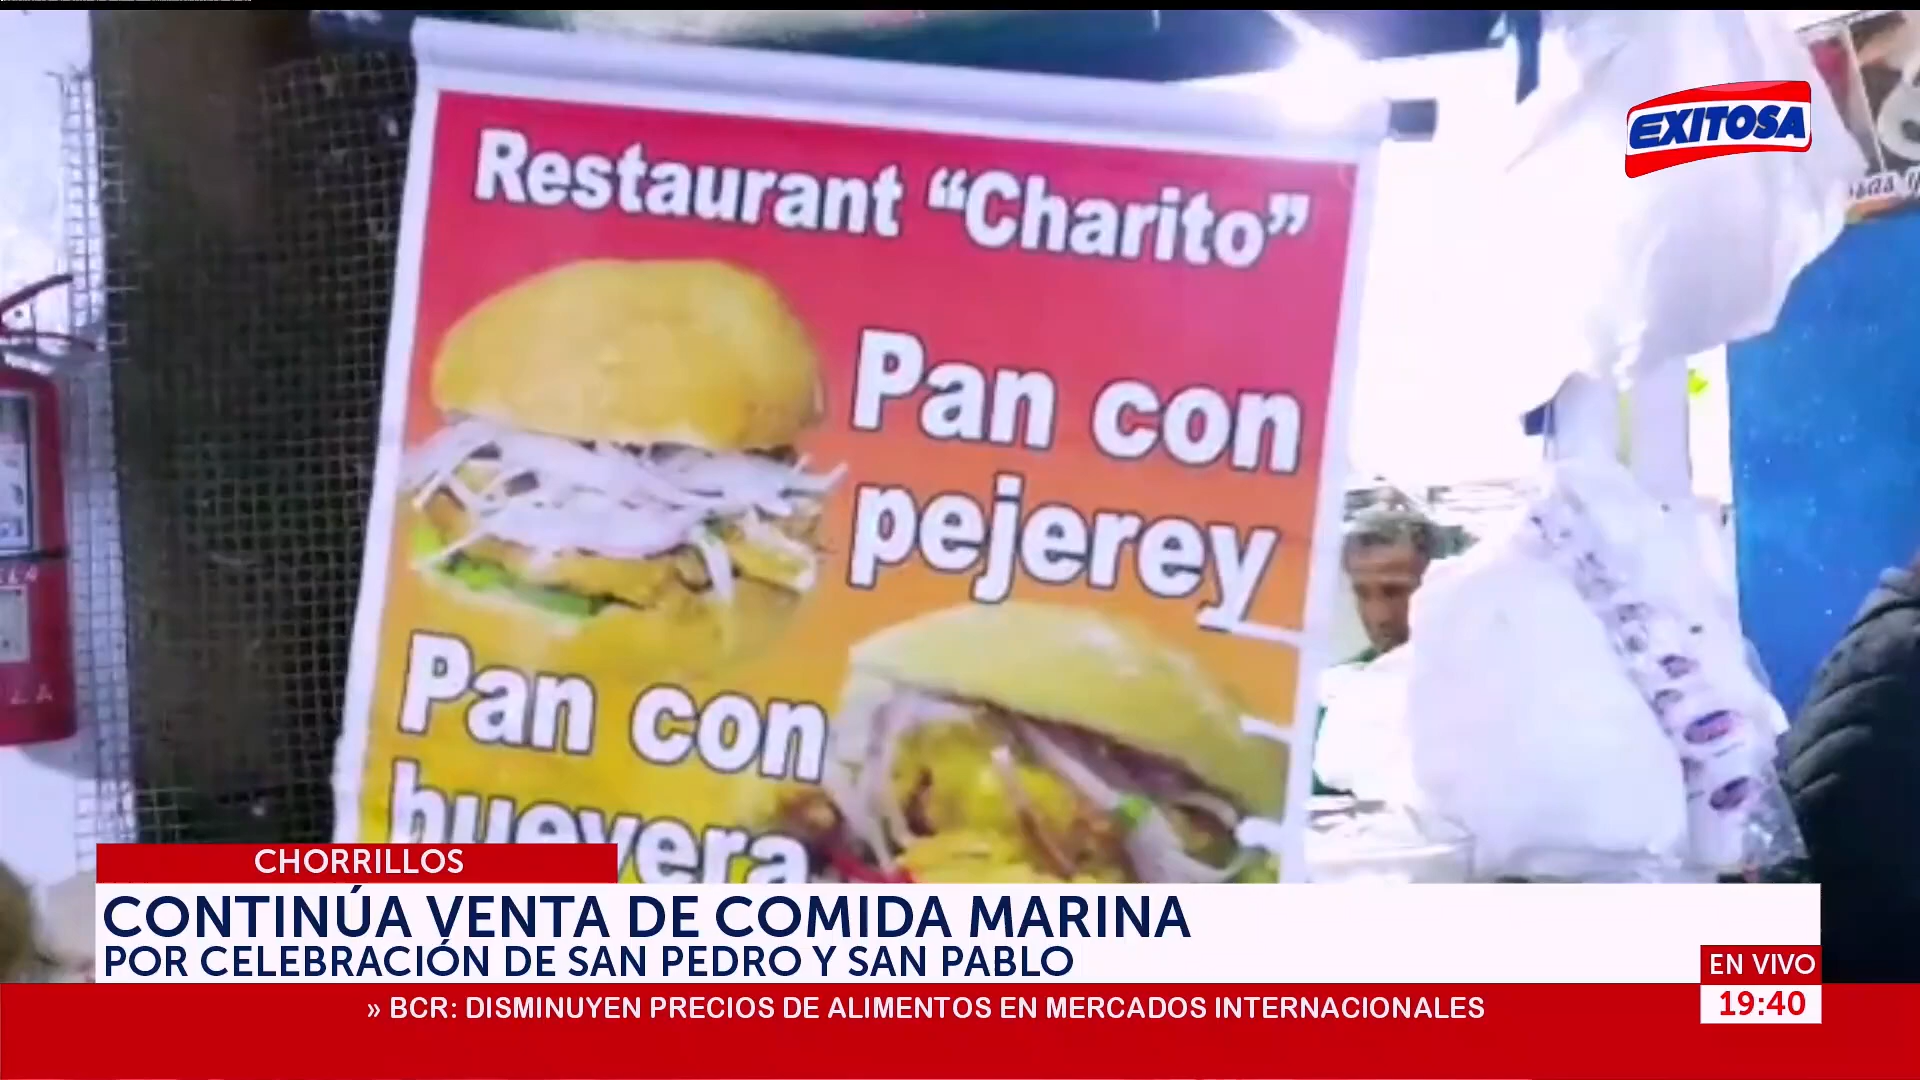 EXITOSA
Restaurant “Charito”
Pan con
pejerey
Pan con
huevera
CHORRILLOS
CONTINÚA VENTA DE COMIDA MARINA
POR CELEBRACIÓN DE SAN PEDRO Y SAN PABLO
EN VIVO
» BCR: DISMINUYEN PRECIOS DE ALIMENTOS EN MERCADOS INTERNACIONALES
19:40